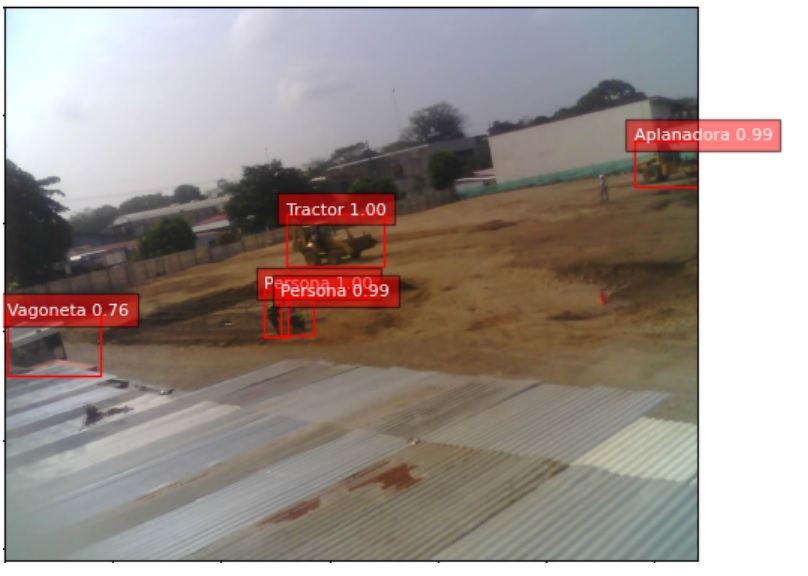 Aplanadora 0.99
Tractor 1.00
Persona 1.00
Persona 0.99
Vagoneta 0.76